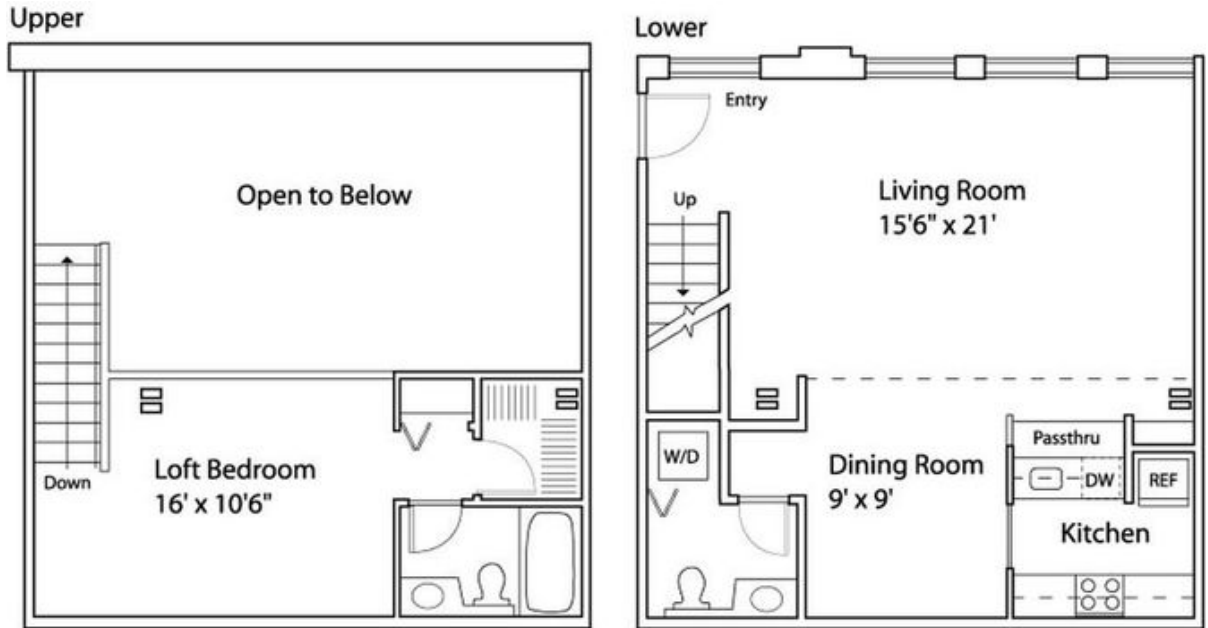 Upper
Open to Below
Down
Loft Bedroom
16' x 10'6"
Lower
Entry
Up
Living Room
15'6" x 21'
W/D
Dining Room
9' x 9'
Passthru
DW
REF
Kitchen